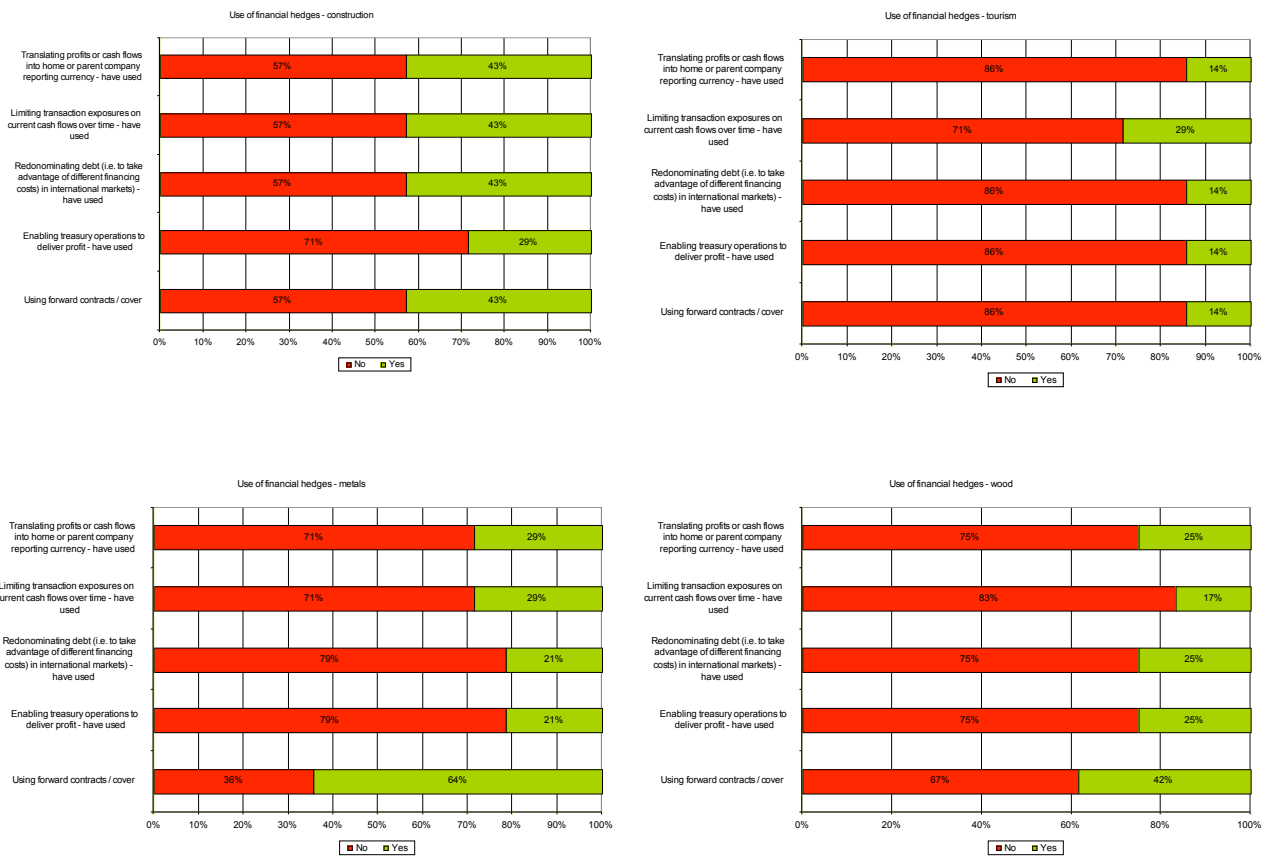 Use of financial hedges - construction
Translating profits or cash flows
into home or parent company
reporting currency - have used
57%
43%
Limiting transaction exposures on
current cash flows over time - have
used
57%
43%
Redonominating debt (i.e. to take
advantage of different financing
costs) in international markets) -
have used
57%
43%
Enabling treasury operations to
deliver profit - have used
71%
29%
Using forward contracts / cover
57%
43%
0% 10% 20% 30% 40% 50% 60% 70% 80% 90% 100%
No Yes
Use of financial hedges - tourism
Translating profits or cash flows
into home or parent company
reporting currency - have used
86%
14%
Limiting transaction exposures on
current cash flows over time - have
used
71%
29%
Redonominating debt (i.e. to take
advantage of different financing
costs) in international markets) -
have used
86%
14%
Enabling treasury operations to
deliver profit - have used
86%
14%
Using forward contracts / cover
86%
14%
0% 10% 20% 30% 40% 50% 60% 70% 80% 90% 100%
No Yes
Use of financial hedges - metals
Translating profits or cash flows
into home or parent company
reporting currency - have used
71%
29%
Limiting transaction exposures on
urrent cash flows over time - have
used
71%
29%
Redonominating debt (i.e. to take
advantage of different financing
costs) in international markets) -
have used
79%
21%
Enabling treasury operations to
deliver profit - have used
79%
21%
Using forward contracts / cover
36%
64%
0% 10% 20% 30% 40% 50% 60% 70% 80% 90% 100%
No Yes
Use of financial hedges - wood
Translating profits or cash flows
into home or parent company
reporting currency - have used
75%
25%
Limiting transaction exposures on
current cash flows over time - have
used
83%
17%
Redonominating debt (i.e. to take
advantage of different financing
costs) in international markets) -
have used
75%
25%
Enabling treasury operations to
deliver profit - have used
75%
25%
Using forward contracts / cover
67%
42%
0% 20% 40% 60% 80% 100%
No Yes